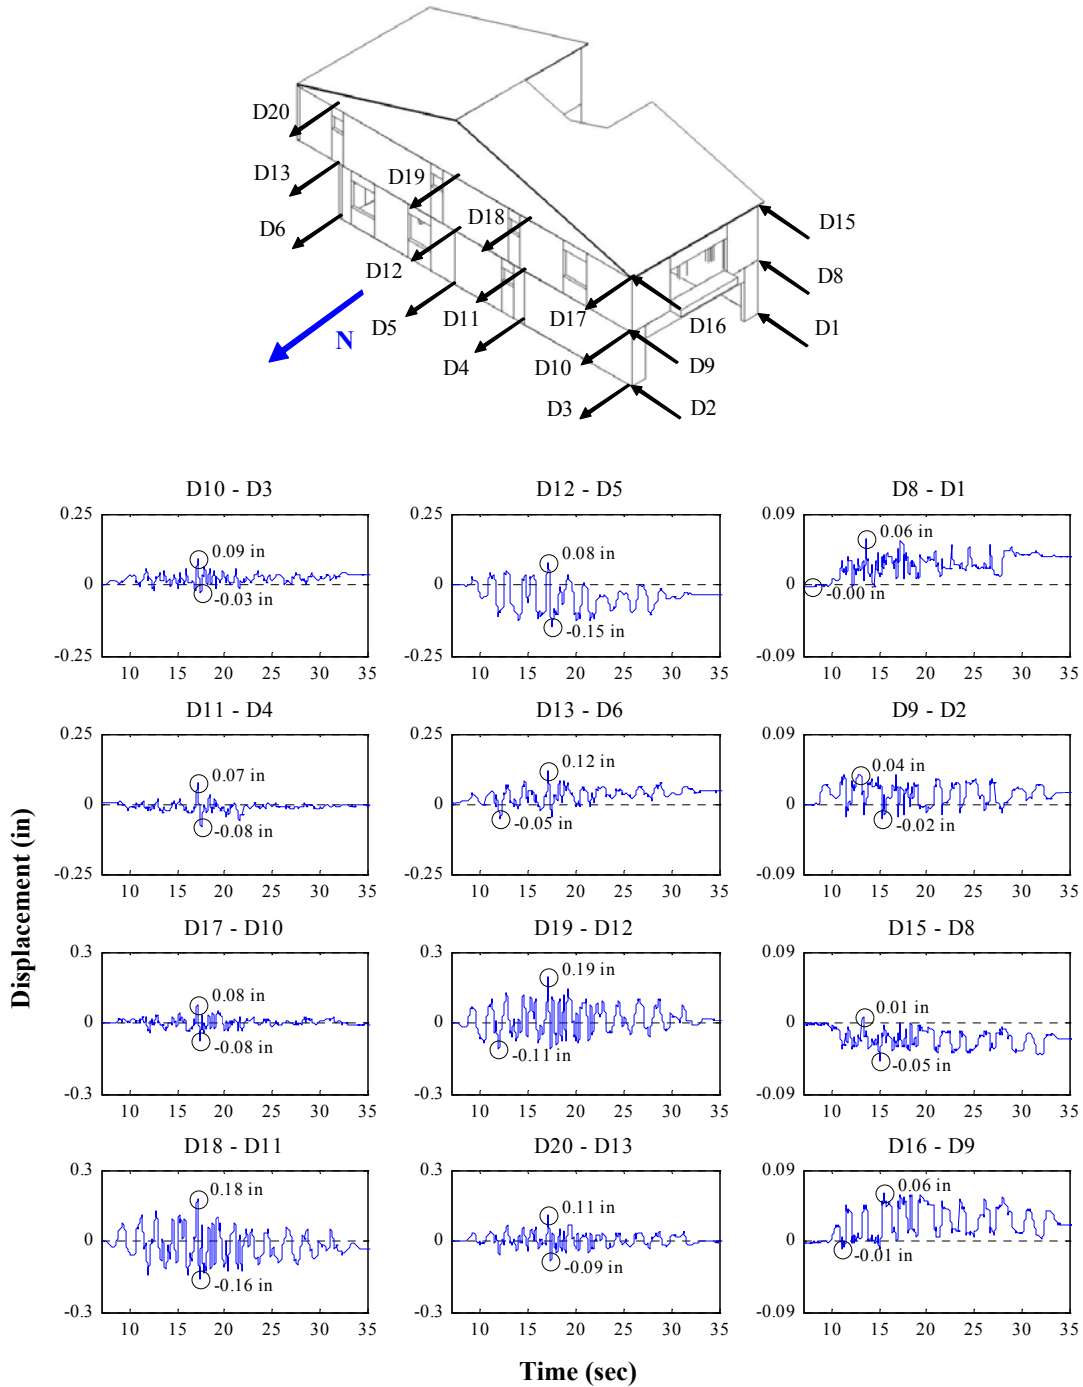 D20
D13
D6
D19
D18
D12
D5
D11
D4
D17
D10
D3
D16
D9
D2
D15
D8
D1
N
Displacement (in)
D10 - D3
0.25
0
-0.25
0.09 in
-0.03 in
10 15 20 25 30 35
D12 - D5
0.25
0
-0.25
0.08 in
-0.15 in
10 15 20 25 30 35
D8 - D1
0.09
0
-0.09
0.06 in
-0.00 in
10 15 20 25 30 35
D11 - D4
0.25
0
-0.25
0.07 in
-0.08 in
10 15 20 25 30 35
D13 - D6
0.25
0
-0.25
0.12 in
-0.05 in
10 15 20 25 30 35
D9 - D2
0.09
0
-0.09
0.04 in
-0.02 in
10 15 20 25 30 35
D17 - D10
0.3
0
-0.3
0.08 in
-0.08 in
10 15 20 25 30 35
D19 - D12
0.3
0
-0.3
0.19 in
-0.11 in
10 15 20 25 30 35
D15 - D8
0.09
0
-0.09
0.01 in
-0.05 in
10 15 20 25 30 35
D18 - D11
0.3
0
-0.3
0.18 in
-0.16 in
10 15 20 25 30 35
D20 - D13
0.3
0
-0.3
0.11 in
-0.09 in
10 15 20 25 30 35
D16 - D9
0.09
0
-0.09
0.06 in
-0.01 in
10 15 20 25 30 35
Time (sec)